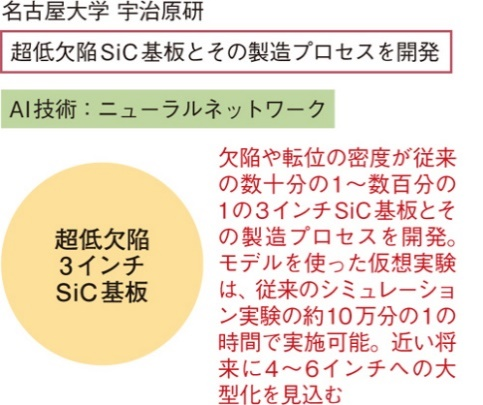 名古屋大学 宇治原研
超低欠陥SiC基板とその製造プロセスを開発
AI技術：ニューラルネットワーク
超低欠陥
3インチ
SiC基板
欠陥や転位の密度が従来
の数十分の1〜数百分の
1の3インチSiC基板とそ
の製造プロセスを開発。
モデルを使った仮想実験
は、従来のシミュレーショ
ン実験の約10万分の1の
時間で実施可能。近い将
来に4〜6インチへの大
型化を見込む